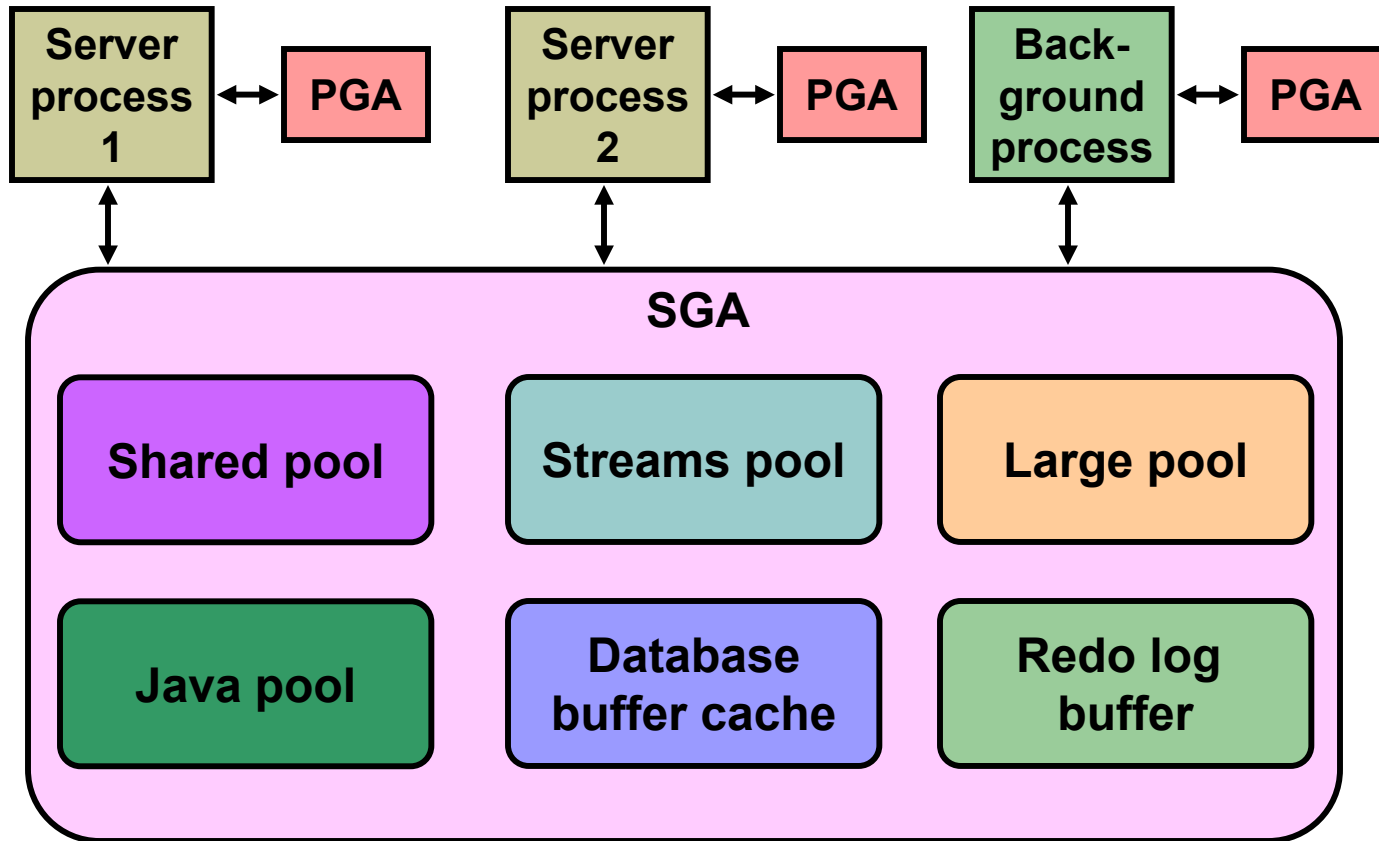 Server
process
1
PGA
Server
process
2
PGA
Back-
ground
process
PGA
SGA
Shared pool
Streams pool
Large pool
Java pool
Database
buffer cache
Redo log
buffer